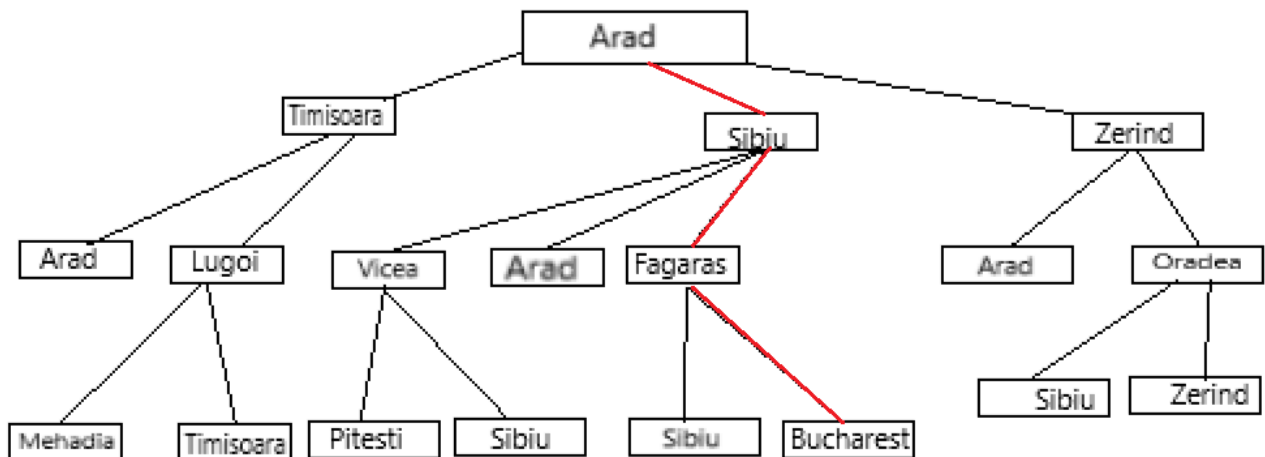 Arad
Timisoara
Sibiu
Zerind
Arad
Lugoi
Vicea
Arad
Fagaras
Arad
Oradea
Sibiu
Zerind
Mehadia
Timisoara
Pitesti
Sibiu
Sibiu
Bucharest